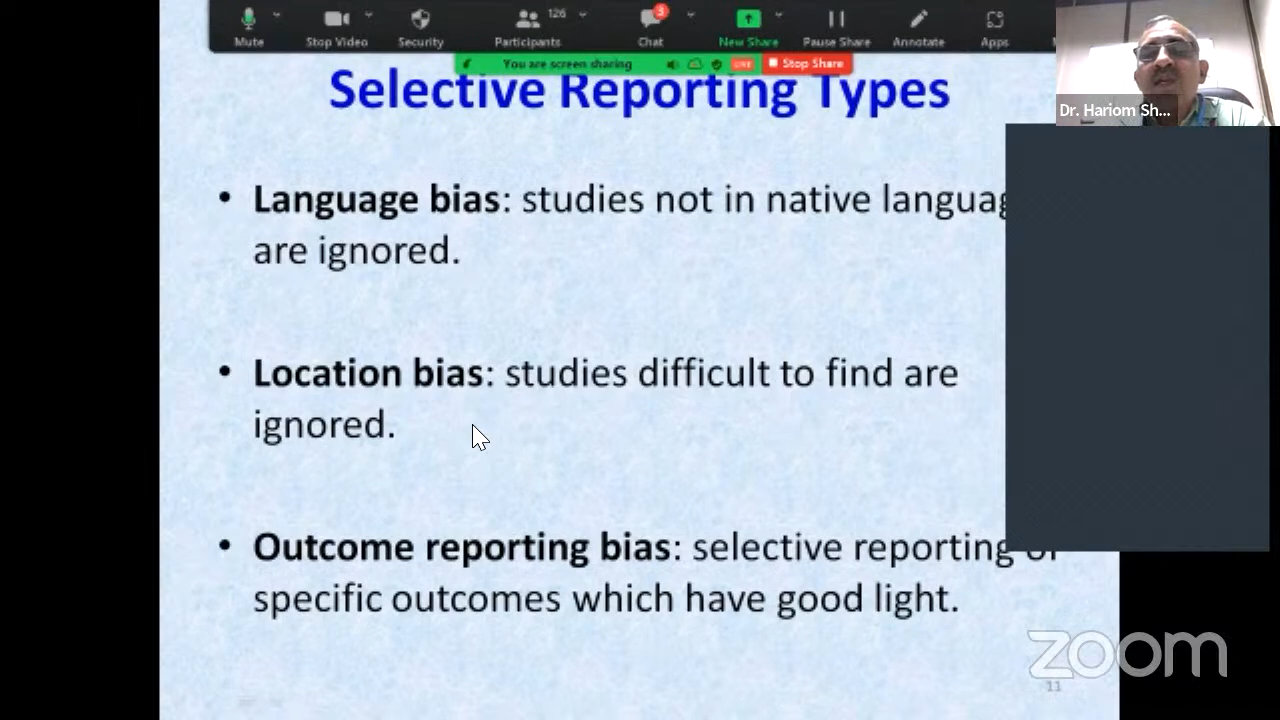 126
3
Mute
Stop Video
Security
Participants
Chat
New Share
Pause Share
Annotate
Apps
You are screen sharing
LIVE
Stop Share
Dr. Hariom Sh...
Selective Reporting Types
• Language bias: studies not in native languag
are ignored.
• Location bias: studies difficult to find are
ignored.
• Outcome reporting bias: selective reporting of
specific outcomes which have good light.
zoom
11